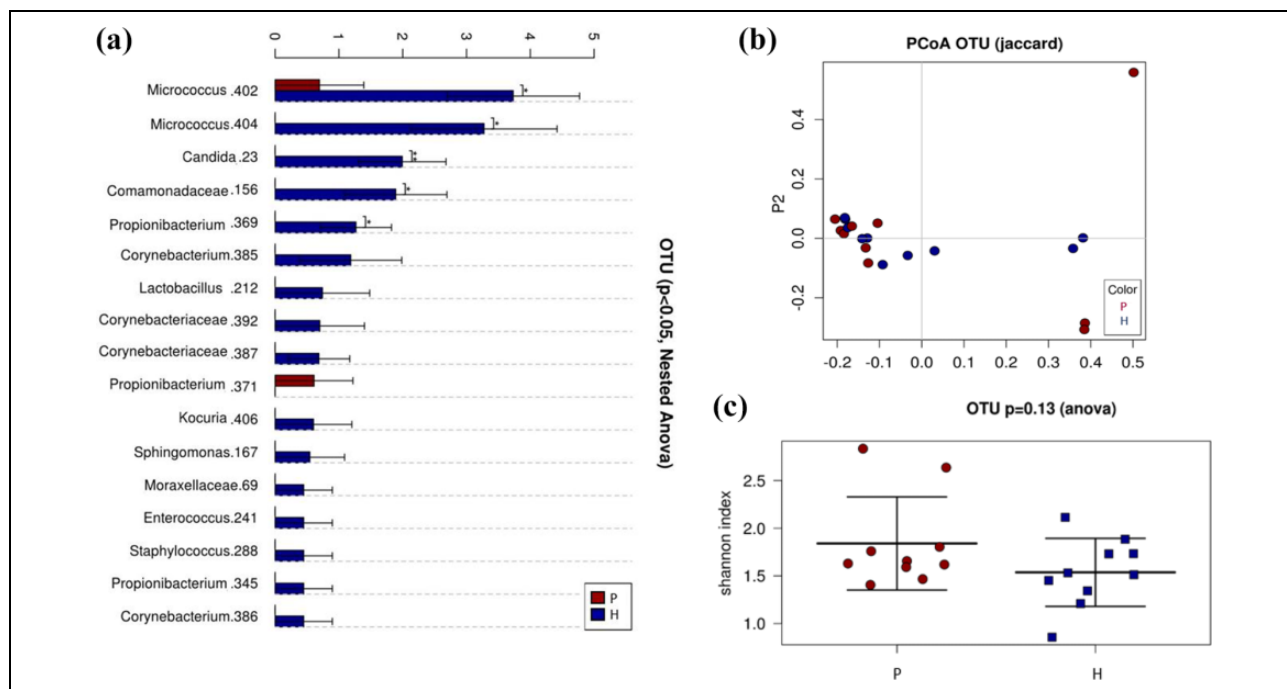 (a)
0 1 2 3 4 5
Micrococcus .402
*
Micrococcus.404
*
Candida .23
**
Comamonadaceae .156
*
Propionibacterium .369
*
Corynebacterium.385
Lactobacillus .212
Corynebacteriaceae .392
Corynebacteriaceae .387
Propionibacterium .371
Kocuria .406
Sphingomonas.167
Moraxellaceae.69
Enterococcus.241
Staphylococcus.288
Propionibacterium.345
Corynebacterium.386
P
H
OTU (p<0.05, Nested Anova)
(b)
PCoA OTU (jaccard)
P2
0.4
0.2
0.0
-0.2
-0.2 -0.1 0.0 0.1 0.2 0.3 0.4 0.5
Color
P
H
(c)
OTU p=0.13 (anova)
shannon index
2.5
2.0
1.5
1.0
P H